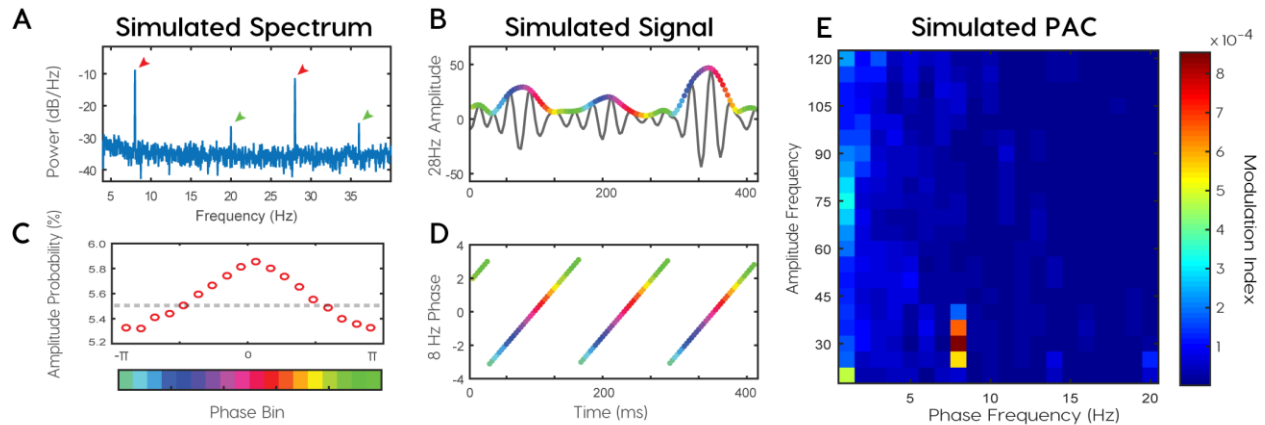 A
Simulated Spectrum
Power (dB/Hz)
-10
-20
-30
-40
5
10
15
20
25
30
35
Frequency (Hz)
B
Simulated Signal
28Hz Amplitude
50
0
-50
0
200
400
C
Amplitude Probability (%)
6.0
5.8
5.6
5.4
5.2
-π
0
π
Phase Bin
D
8 Hz Phase
4
2
0
-2
-4
0
200
400
Time (ms)
E
Simulated PAC
Amplitude Frequency
120
105
90
75
60
45
30
5
10
15
20
Phase Frequency (Hz)
×10⁻⁴
8
7
6
5
4
3
2
1
Modulation Index